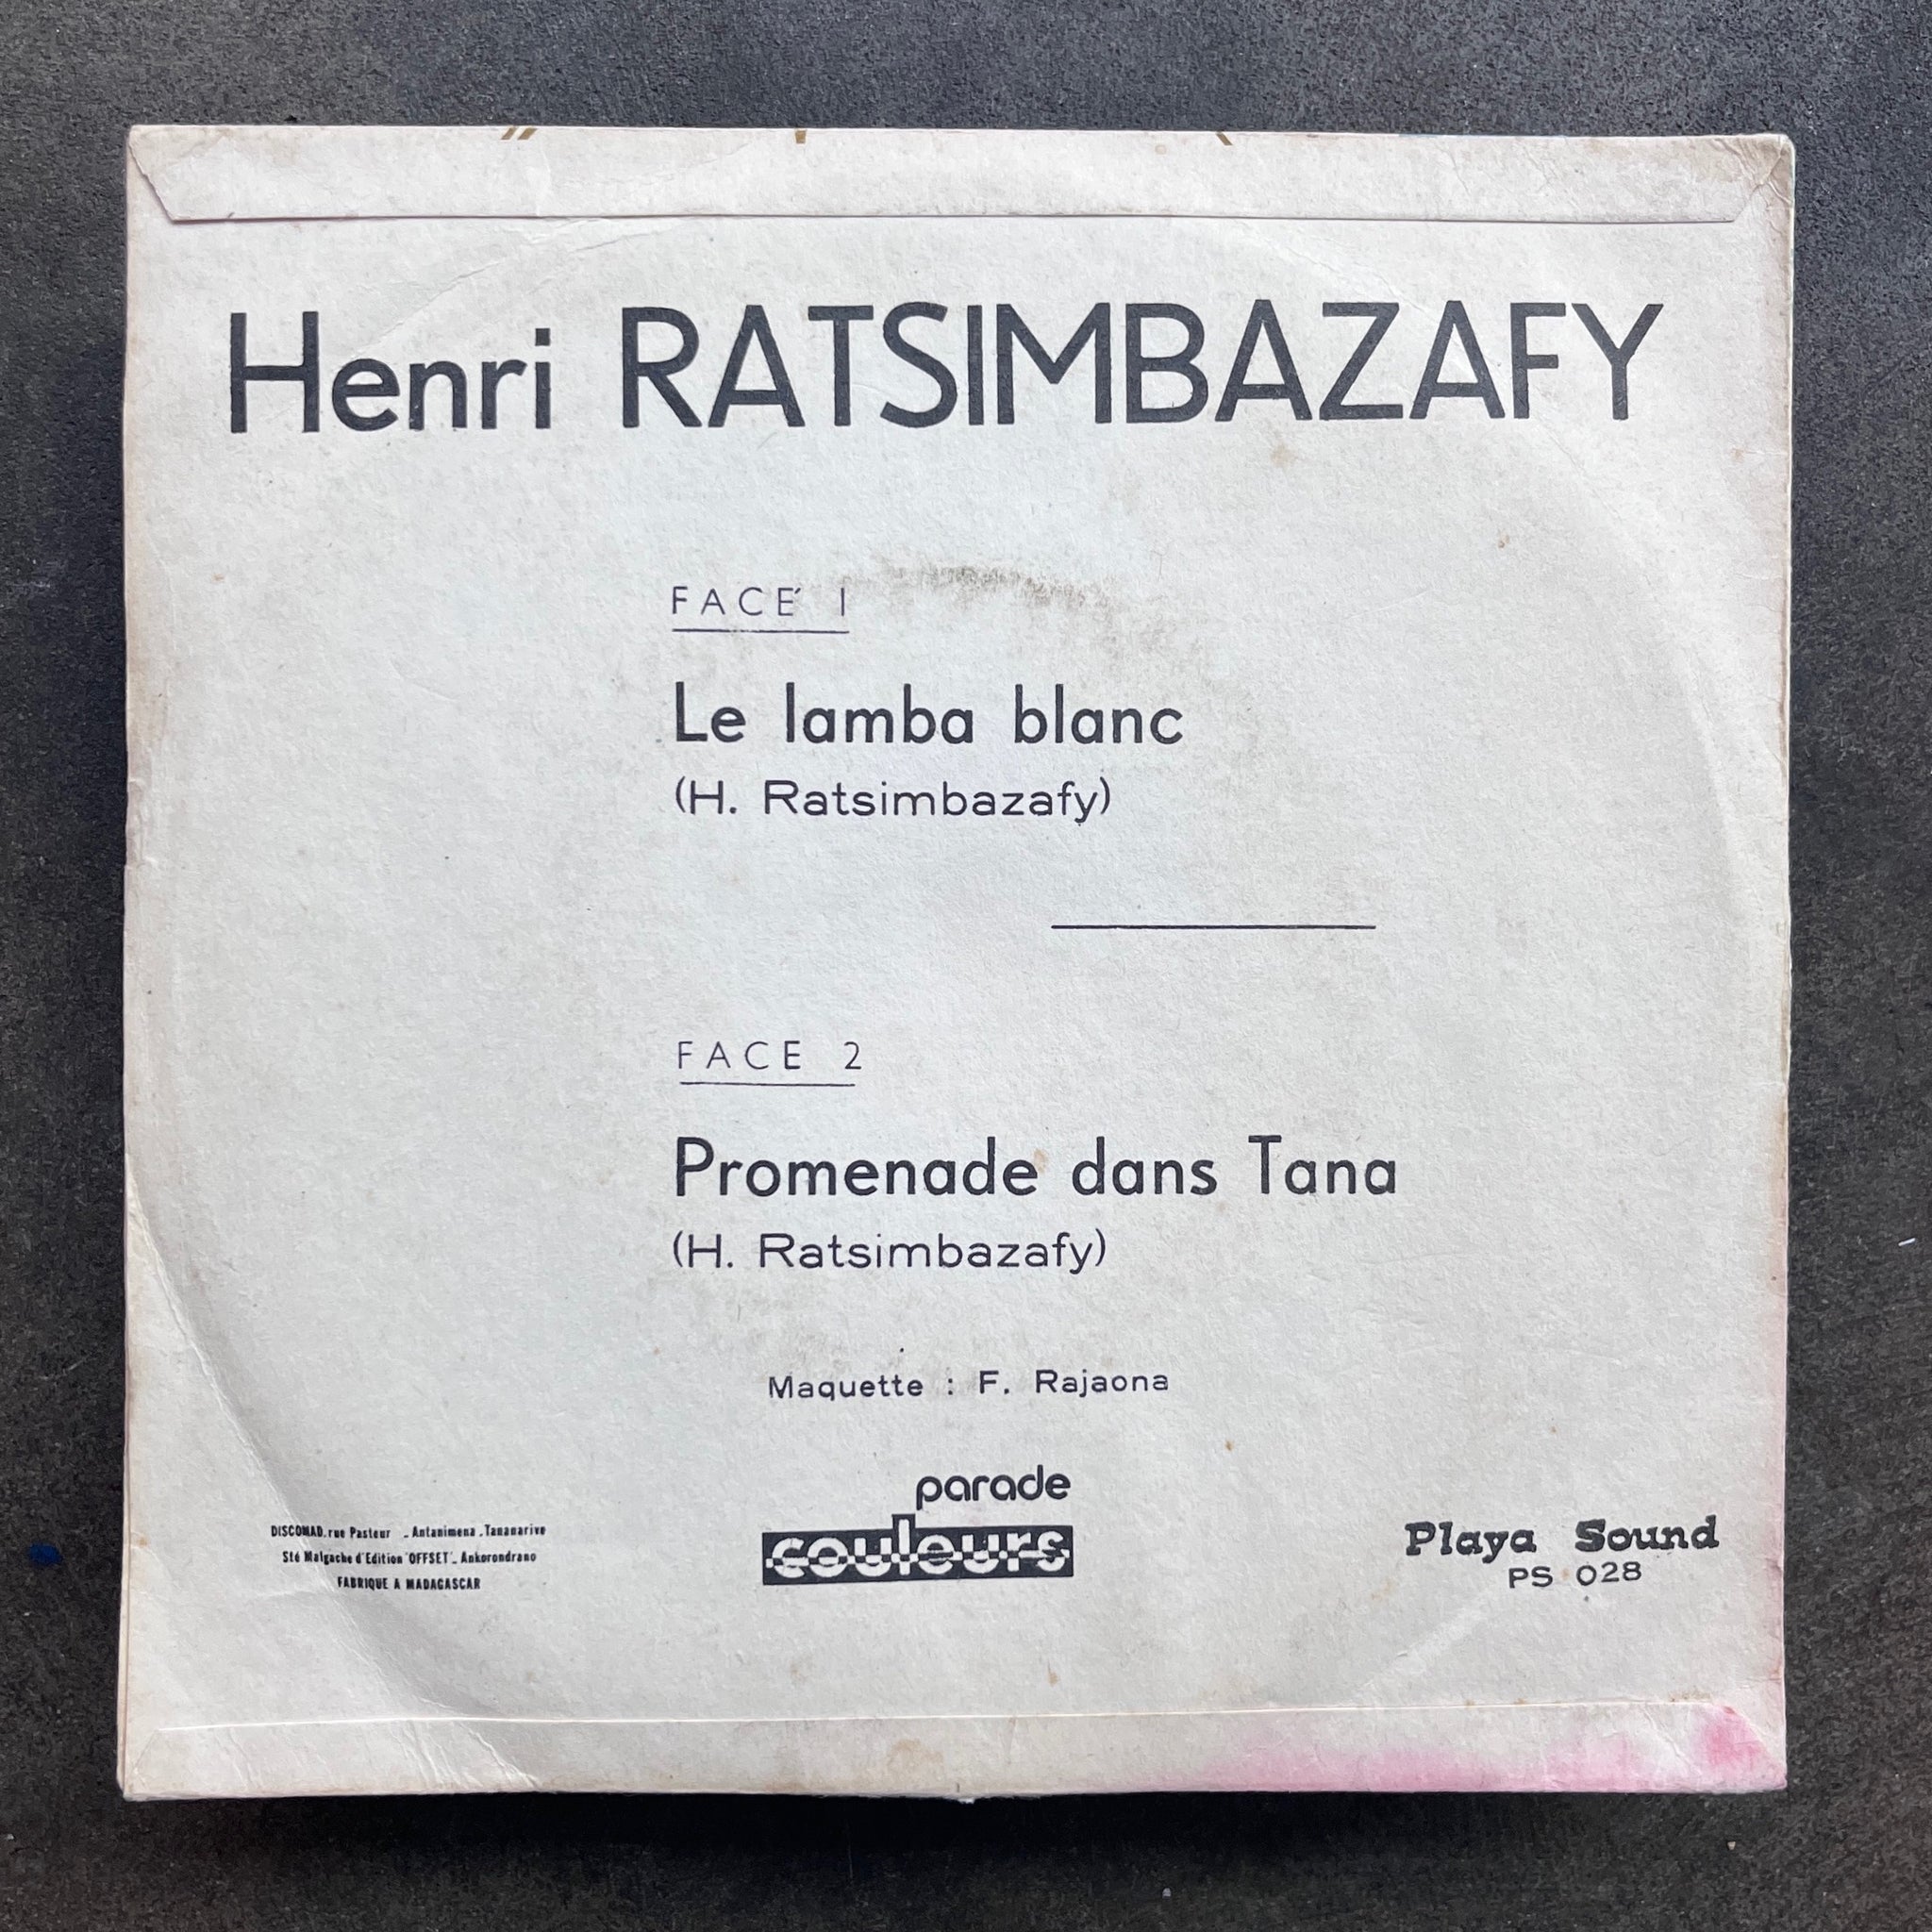 Henri RATSIMBAZAFY
FACE 1
Le lamba blanc
(H. Ratsimbazafy)
FACE 2
Promenade dans Tana
(H. Ratsimbazafy)
Maquette : F. Rajaona
parade
couleurs
DISCOMAD.rue Pasteur _ Antanimena .Tananarive
Sté Malgache d'Edition "OFFSET"_ Ankorondrano
FABRIQUE A MADAGASCAR
Playa Sound
PS 028